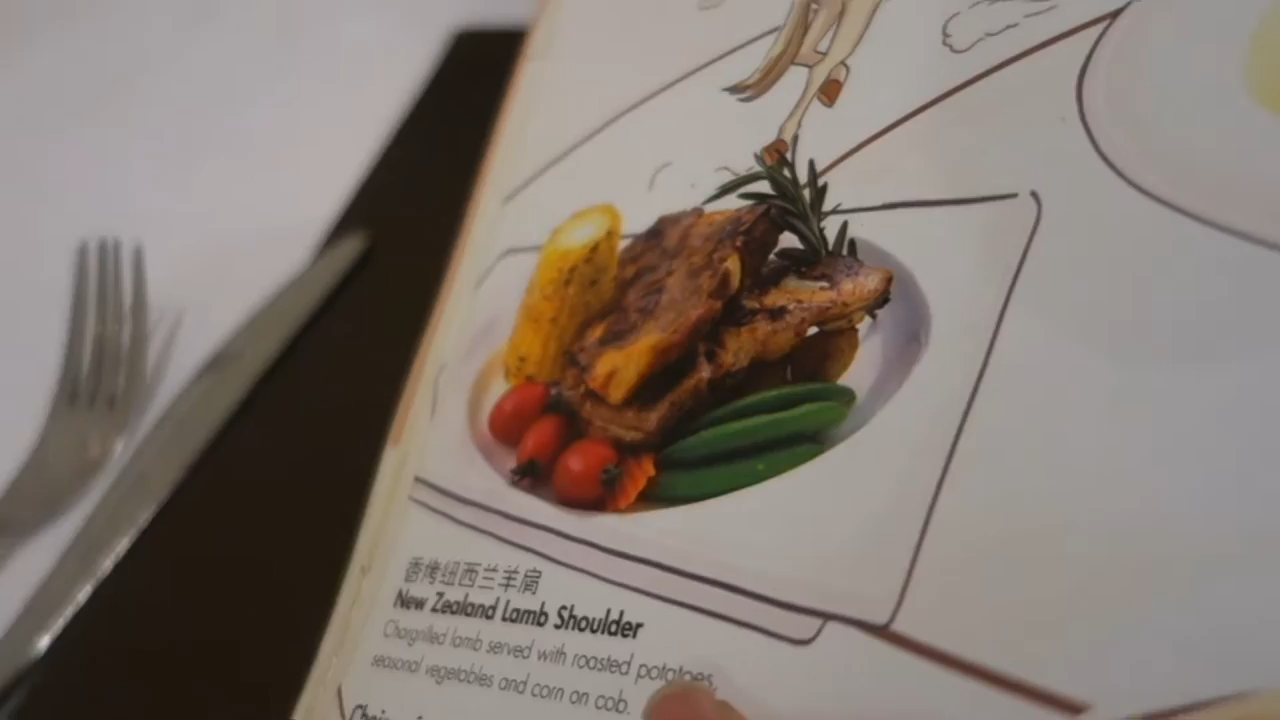 香烤纽西兰羊肩
New Zealand Lamb Shoulder
Chargrilled lamb served with roasted potatoes,
seasonal vegetables and corn on cob.